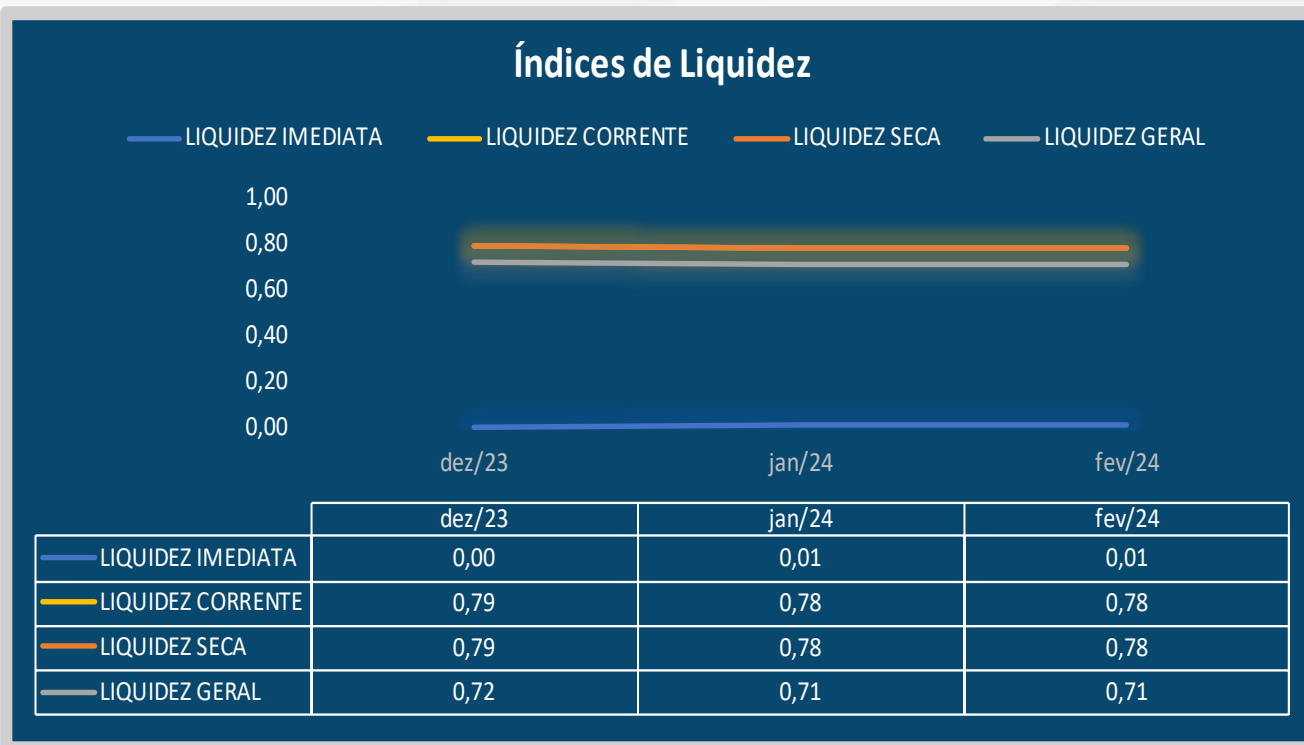 Índices de Liquidez
LIQUIDEZ IMEDIATA LIQUIDEZ CORRENTE LIQUIDEZ SECA LIQUIDEZ GERAL
1,00
0,80
0,60
0,40
0,20
0,00
dez/23 jan/24 fev/24
dez/23 jan/24 fev/24
LIQUIDEZ IMEDIATA 0,00 0,01 0,01
LIQUIDEZ CORRENTE 0,79 0,78 0,78
LIQUIDEZ SECA 0,79 0,78 0,78
LIQUIDEZ GERAL 0,72 0,71 0,71